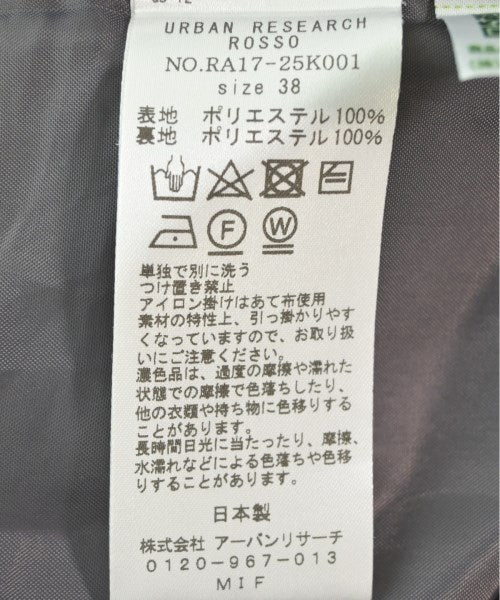 URBAN RESEARCH
ROSSO
NO.RA17-25K001
size 38
表地 ポリエステル100%
裏地 ポリエステル100%
F W
単独で別に洗う
つけ置き禁止
アイロン掛けはあて布使用
素材の特性上、引っ掛かりやす
くなっていますので、お取り扱
いにご注意ください。
濃色品は、過度の摩擦や濡れた
状態での摩擦で色落ちしたり、
他の衣類や持ち物に色移りする
ことがあります。
長時間日光に当たったり、摩擦、
水濡れなどによる色落ちや色移
りすることがあります。
日本製
株式会社 アーバンリサーチ
0120-967-013
MIF